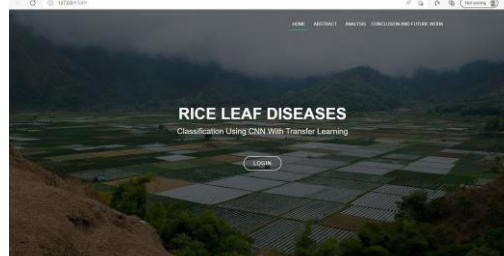 HOME ABSTRACT ANALYSIS CONCLUSION AND FUTURE WORK
RICE LEAF DISEASES
Classification Using CNN With Transfer Learning
LOGIN